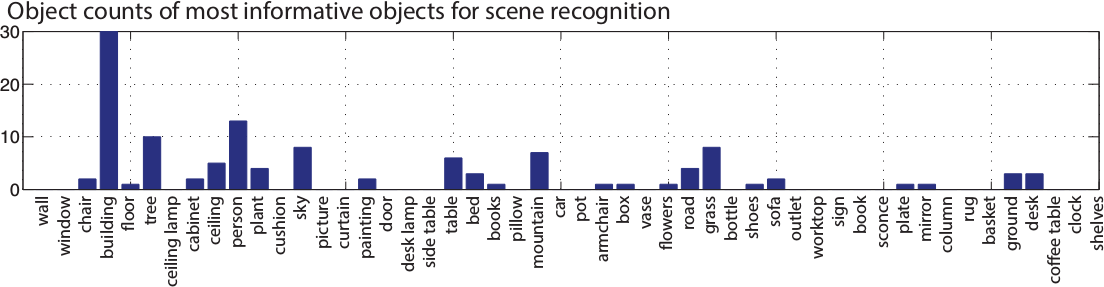 Object counts of most informative objects for scene recognition
30
20
10
0
wall
window
chair
building
floor
tree
ceiling lamp
cabinet
ceiling
person
plant
cushion
sky
picture
curtain
painting
door
desk lamp
side table
table
bed
books
pillow
mountain
car
pot
armchair
box
vase
flowers
road
grass
bottle
shoes
sofa
outlet
worktop
sign
book
sconce
plate
mirror
column
rug
basket
ground
desk
coffee table
clock
shelves